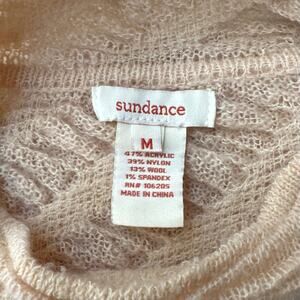 sundance
M
47% ACRYLIC
39% NYLON
13% WOOL
1% SPANDEX
RN# 106205
MADE IN CHINA